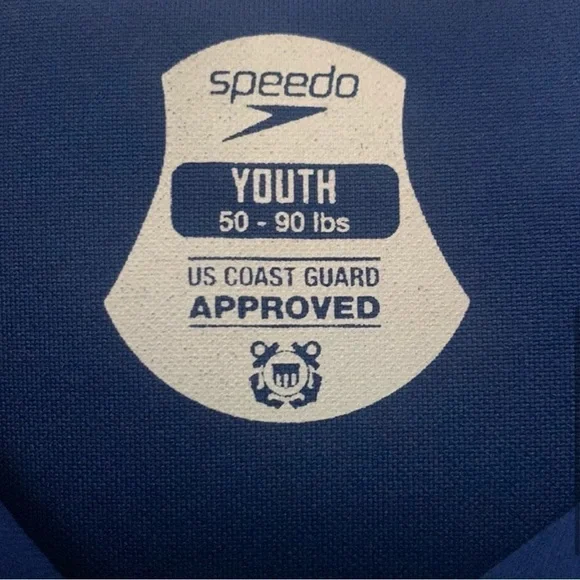 speedo
YOUTH
50 - 90 lbs
US COAST GUARD
APPROVED